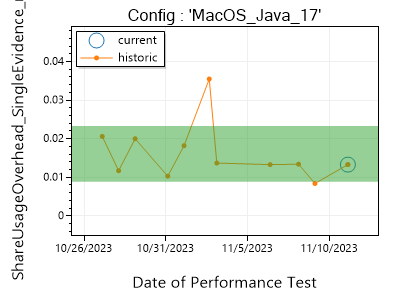 Config : 'MacOS_Java_17'
current
historic
ShareUsageOverhead_SingleEvidence_
0.04
0.03
0.02
0.01
0
10/26/2023
10/31/2023
11/5/2023
11/10/2023
Date of Performance Test